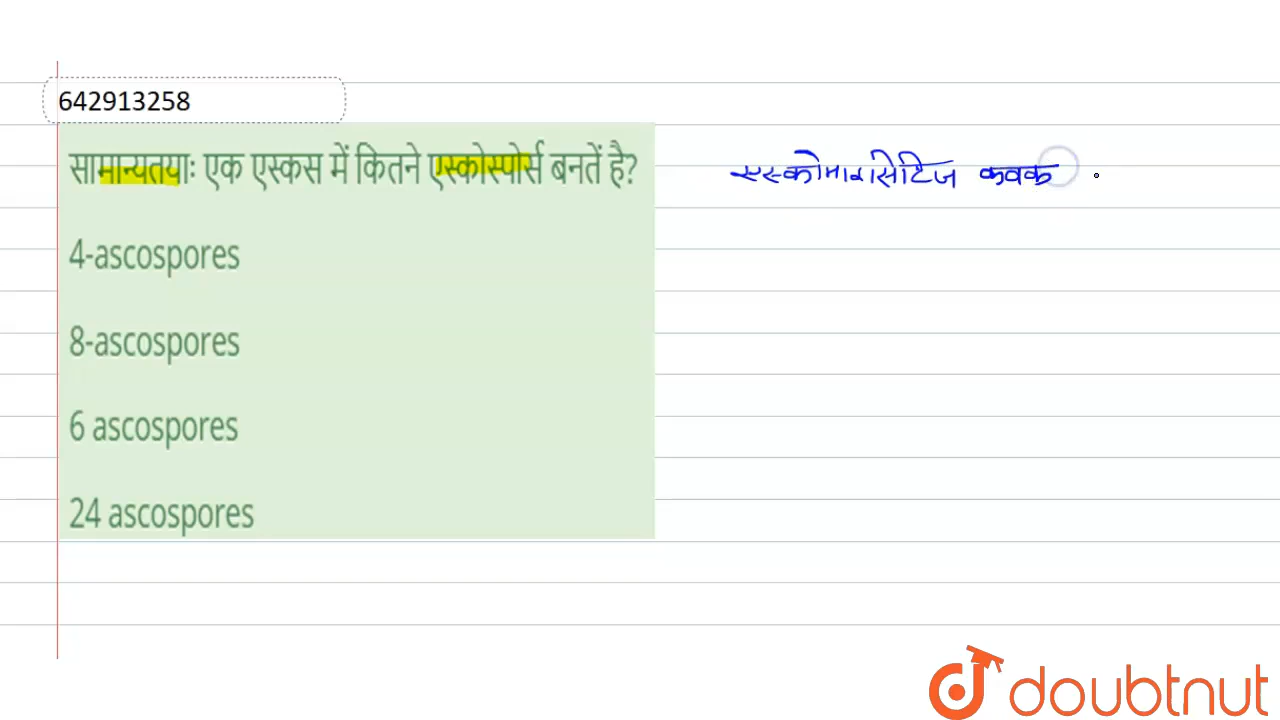 642913258
सामान्यतयाः एक एस्कस में कितने एस्कोस्पोर्स बनतें है?
एस्कोमायसिटिज कवक
4-ascospores
8-ascospores
6 ascospores
24 ascospores
doubtnut